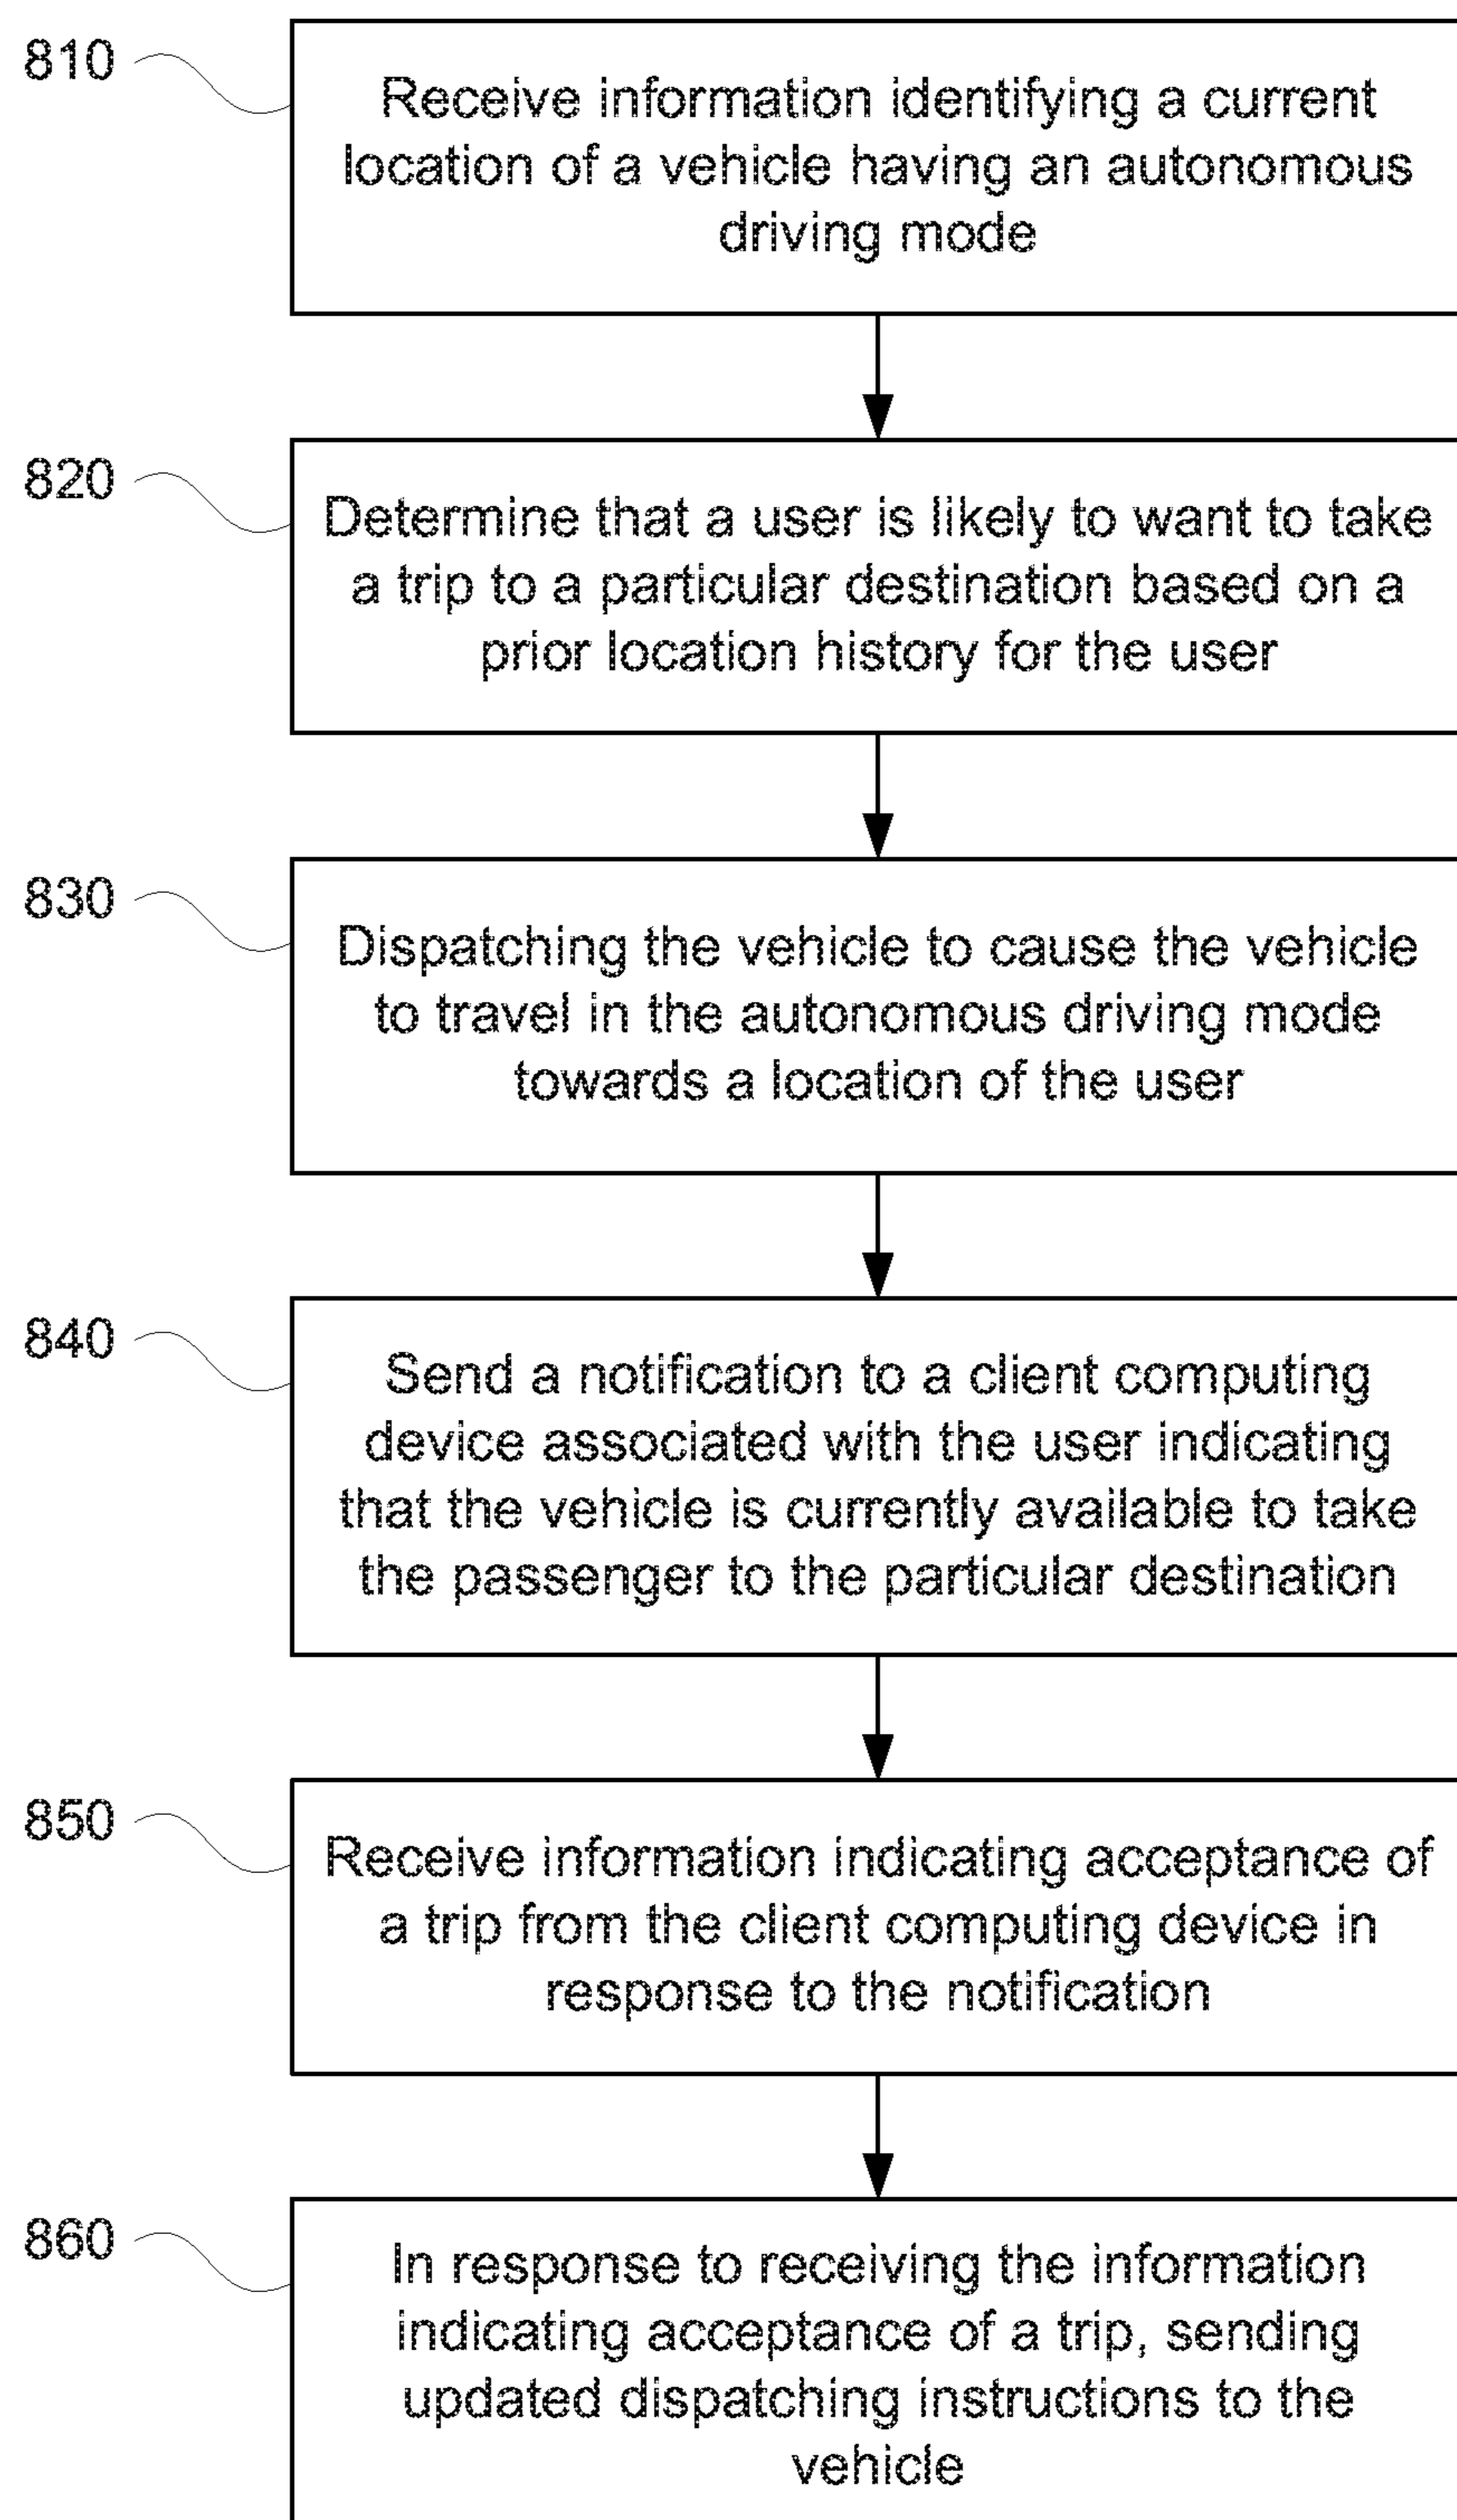 810
Receive information identifying a current
location of a vehicle having an autonomous
driving mode
820
Determine that a user is likely to want to take
a trip to a particular destination based on a
prior location history for the user
830
Dispatching the vehicle to cause the vehicle
to travel in the autonomous driving mode
towards a location of the user
840
Send a notification to a client computing
device associated with the user indicating
that the vehicle is currently available to take
the passenger to the particular destination
850
Receive information indicating acceptance of
a trip from the client computing device in
response to the notification
860
In response to receiving the information
indicating acceptance of a trip, sending
updated dispatching instructions to the
vehicle